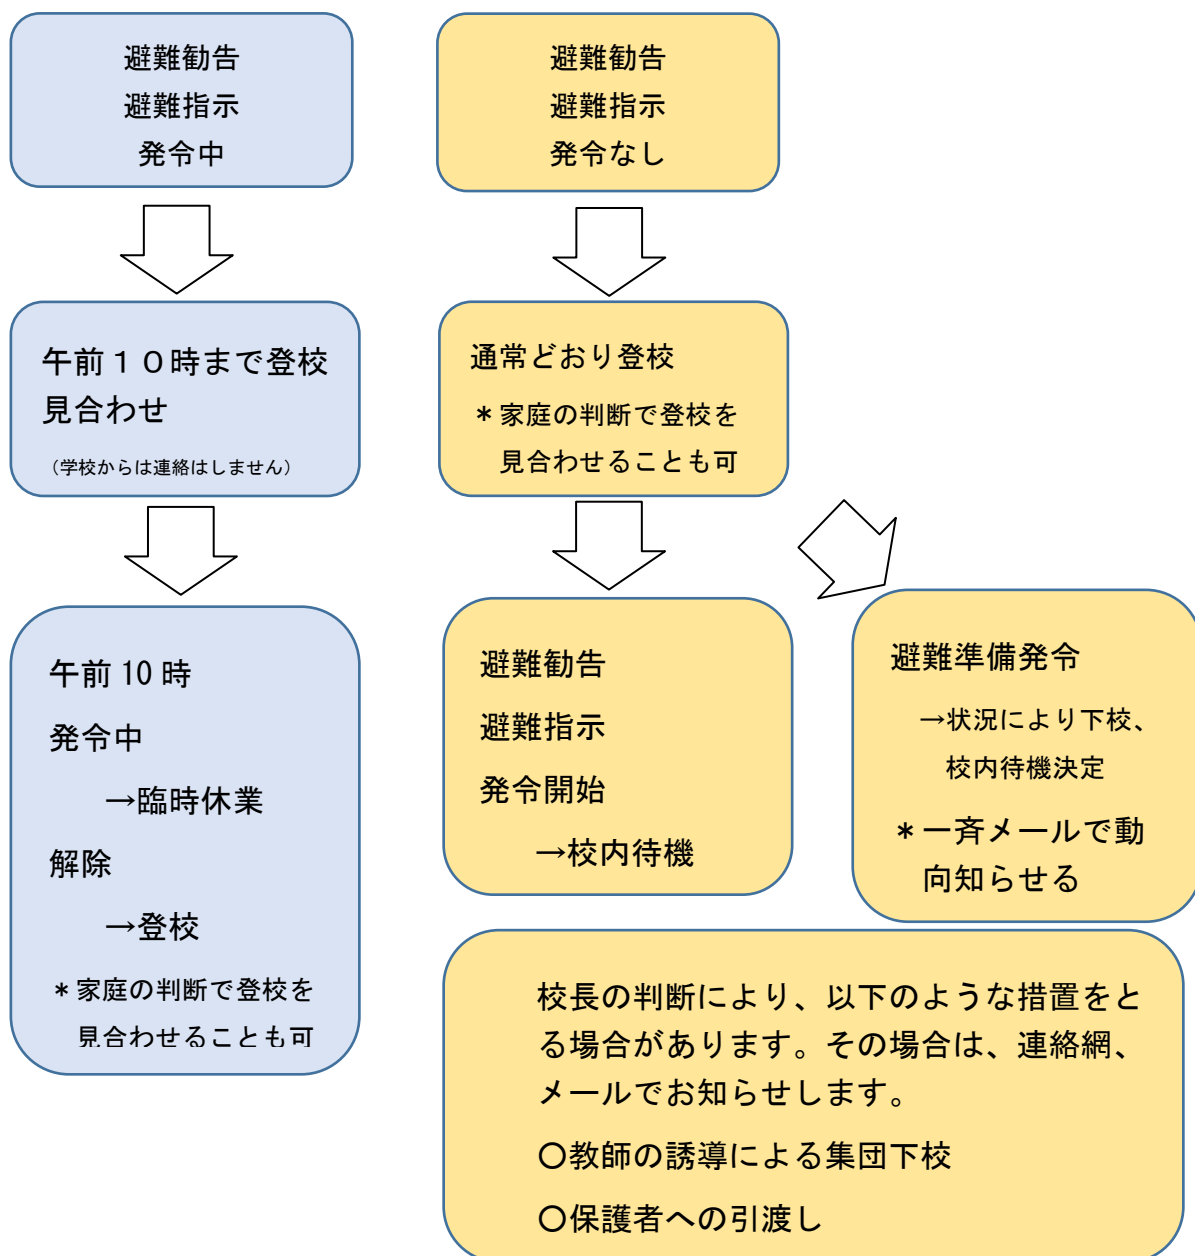 避難勧告
避難指示
発令中
避難勧告
避難指示
発令なし
午前１０時まで登校
見合わせ
（学校からは連絡はしません）
通常どおり登校
＊家庭の判断で登校を
見合わせることも可
午前 10 時
発令中
→臨時休業
解除
→登校
＊家庭の判断で登校を
見合わせることも可
避難勧告
避難指示
発令開始
→校内待機
避難準備発令
→状況により下校、
校内待機決定
＊一斉メールで動
向知らせる
校長の判断により、以下のような措置をと
る場合があります。その場合は、連絡網、
メールでお知らせします。
〇教師の誘導による集団下校
〇保護者への引渡し